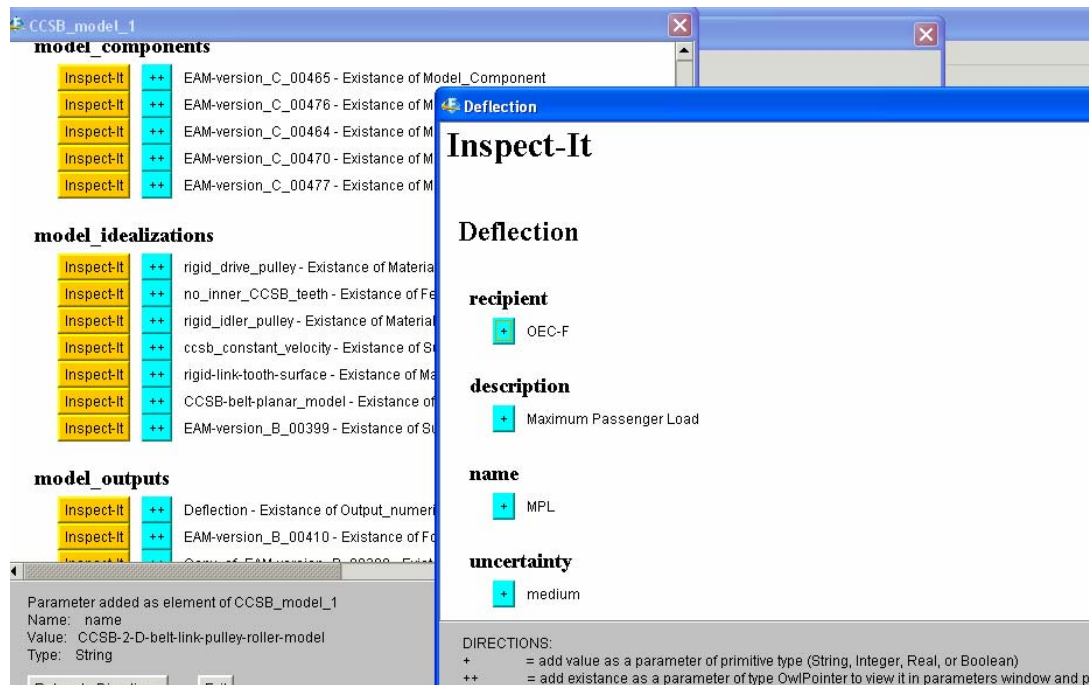 CCSB_model_1
model_components
Inspect-It ++ EAM-version_C_00465 - Existance of Model_Component
Inspect-It ++ EAM-version_C_00476 - Existance of M
Inspect-It ++ EAM-version_C_00464 - Existance of M
Inspect-It ++ EAM-version_C_00470 - Existance of M
Inspect-It ++ EAM-version_C_00477 - Existance of M
model_idealizations
Inspect-It ++ rigid_drive_pulley - Existance of Materia
Inspect-It ++ no_inner_CCSB_teeth - Existance of Fe
Inspect-It ++ rigid_idler_pulley - Existance of Material
Inspect-It ++ ccsb_constant_velocity - Existance of Su
Inspect-It ++ rigid-link-tooth-surface - Existance of Ma
Inspect-It ++ CCSB-belt-planar_model - Existance of
Inspect-It ++ EAM-version_B_00399 - Existance of Su
model_outputs
Inspect-It ++ Deflection - Existance of Output_numeri
Inspect-It ++ EAM-version_B_00410 - Existance of Fo
Parameter added as element of CCSB_model_1
Name: name
Value: CCSB-2-D-belt-link-pulley-roller-model
Type: String
Deflection
Inspect-It
Deflection
recipient
+ OEC-F
description
+ Maximum Passenger Load
name
+ MPL
uncertainty
+ medium
DIRECTIONS:
+ = add value as a parameter of primitive type (String, Integer, Real, or Boolean)
++ = add existance as a parameter of type OwlPointer to view it in parameters window and p